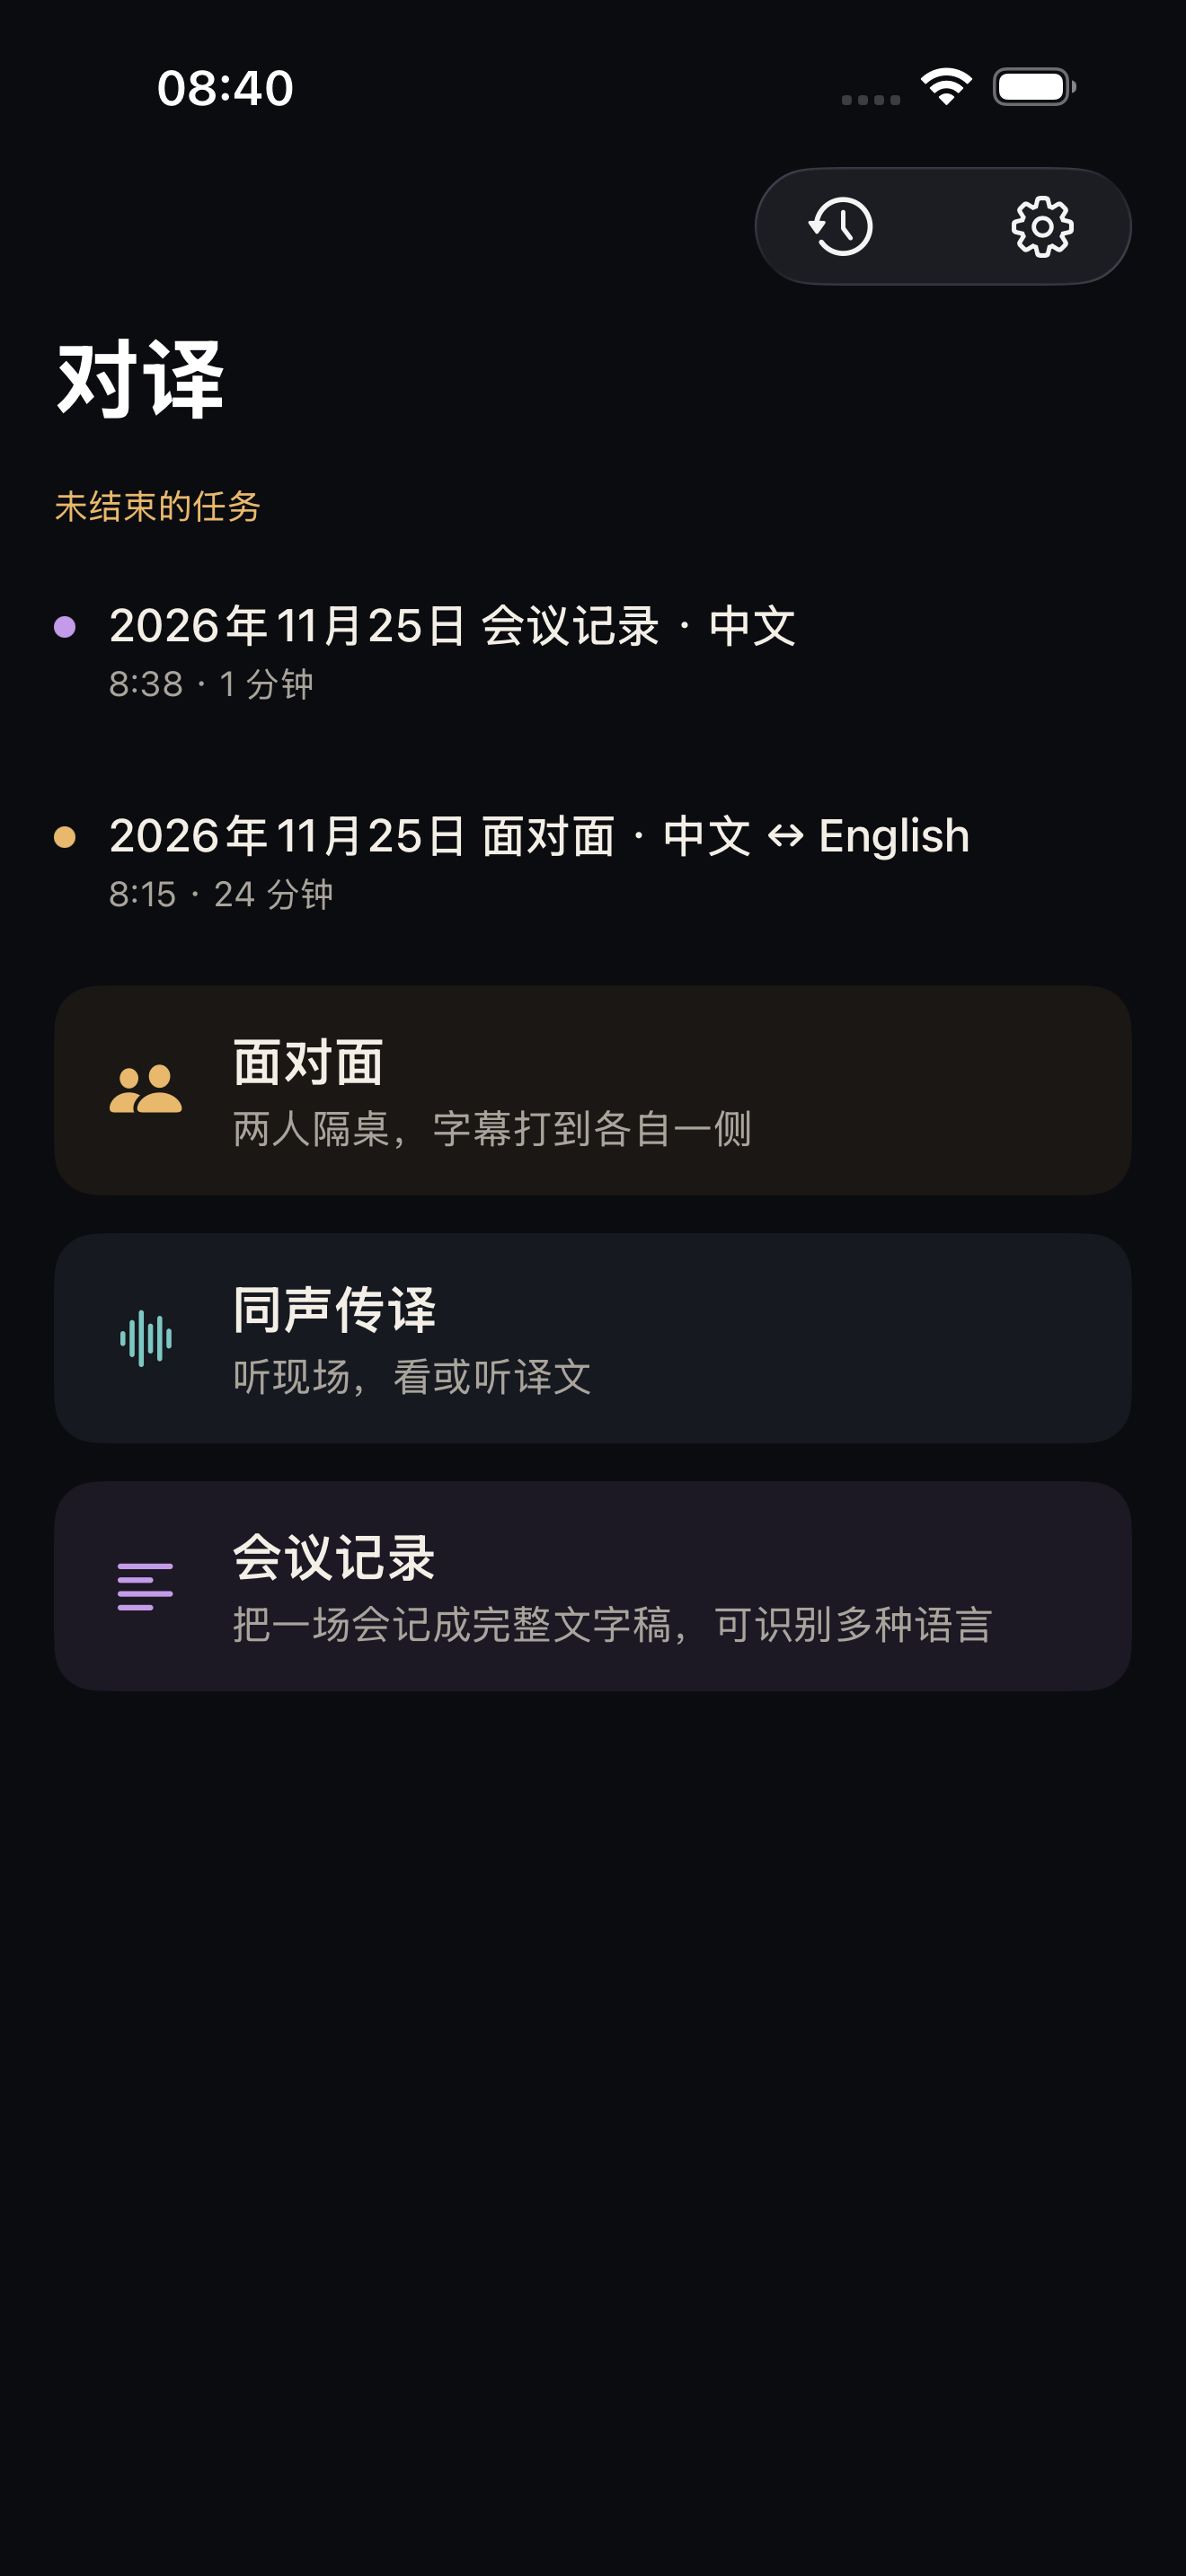 08:40
对译
未结束的任务
2026年11月25日 会议记录 · 中文
8:38 · 1 分钟
2026年11月25日 面对面 · 中文 ↔ English
8:15 · 24 分钟
面对面
两人隔桌，字幕打到各自一侧
同声传译
听现场，看或听译文
会议记录
把一场会记成完整文字稿，可识别多种语言